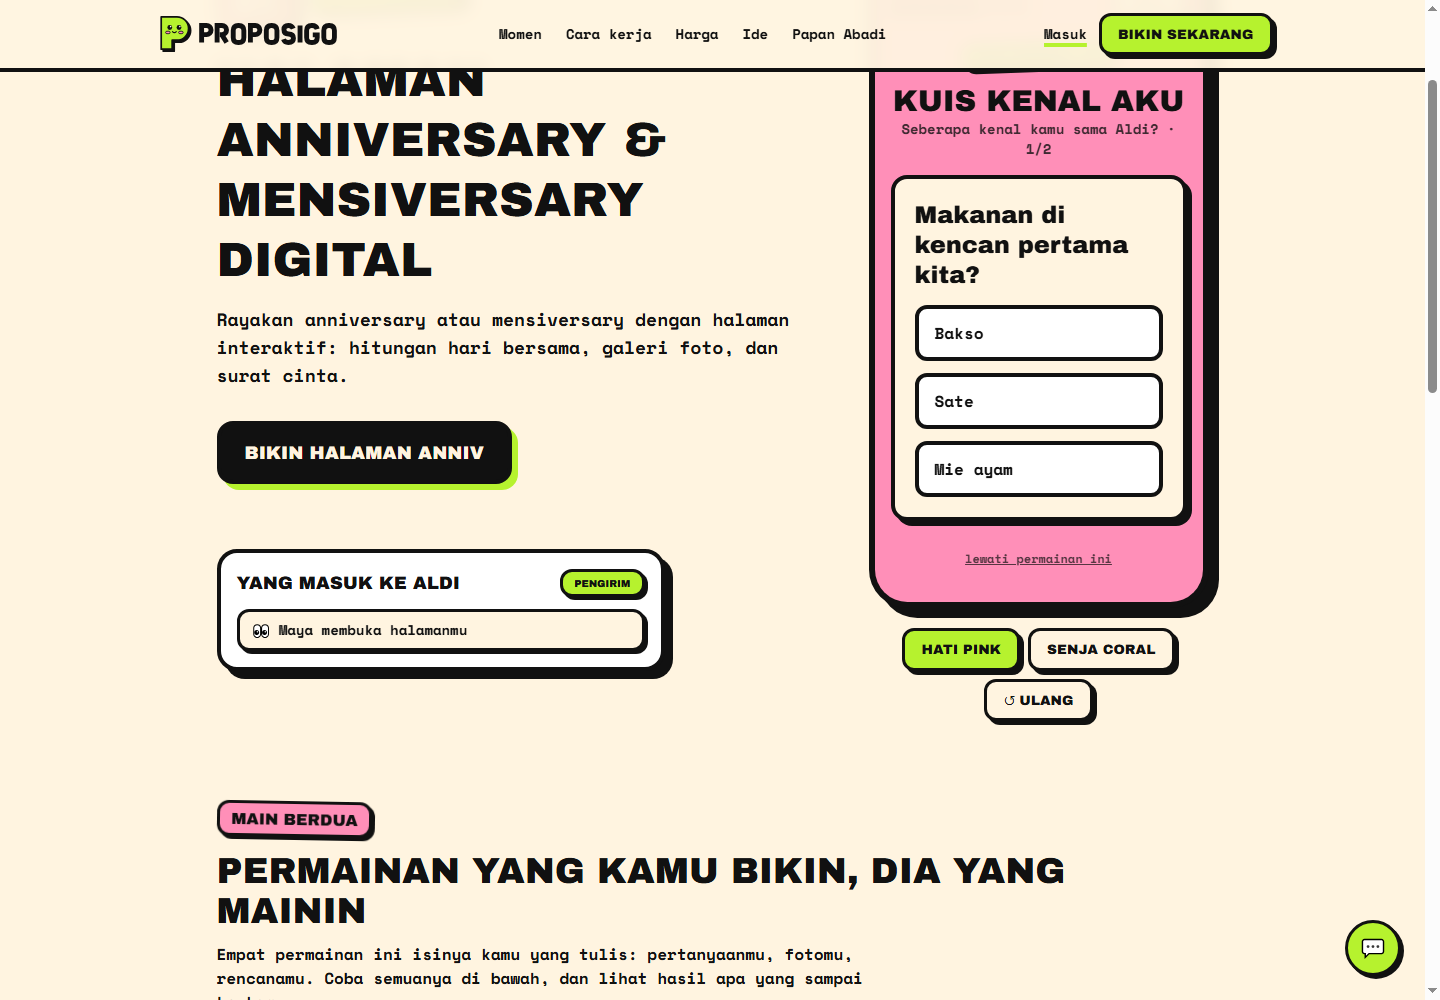 PROPOSIGO
Women
Cara kerja
Harga
Ide
Papan Abadi
Masuk
BIKIN SEKARANG
HALAMAN
ANNIVERSARY &
MENSIVERSARY
DIGITAL
Rayakan anniversary atau mensiversary dengan halaman
interaktif: hitungan hari bersama, galeri foto, dan
surat cinta.
BIKIN HALAMAN ANNIV
YANG MASUK KE ALDI
PENGIRIM
👀 Maya membuka halamanmu
KUIS KENAL AKU
Seberapa kenal kamu sama Aldi? ·
1/2
Makanan di
kencan pertama
kita?
Bakso
Sate
Mie ayam
lewati permainan ini
HATI PINK
SENJA CORAL
↺ ULANG
MAIN BERDUA
PERMAINAN YANG KAMU BIKIN, DIA YANG
MAININ
Empat permainan ini isinya kamu yang tulis: pertanyaanmu, fotomu,
rencanamu. Coba semuanya di bawah, dan lihat hasil apa yang sampai